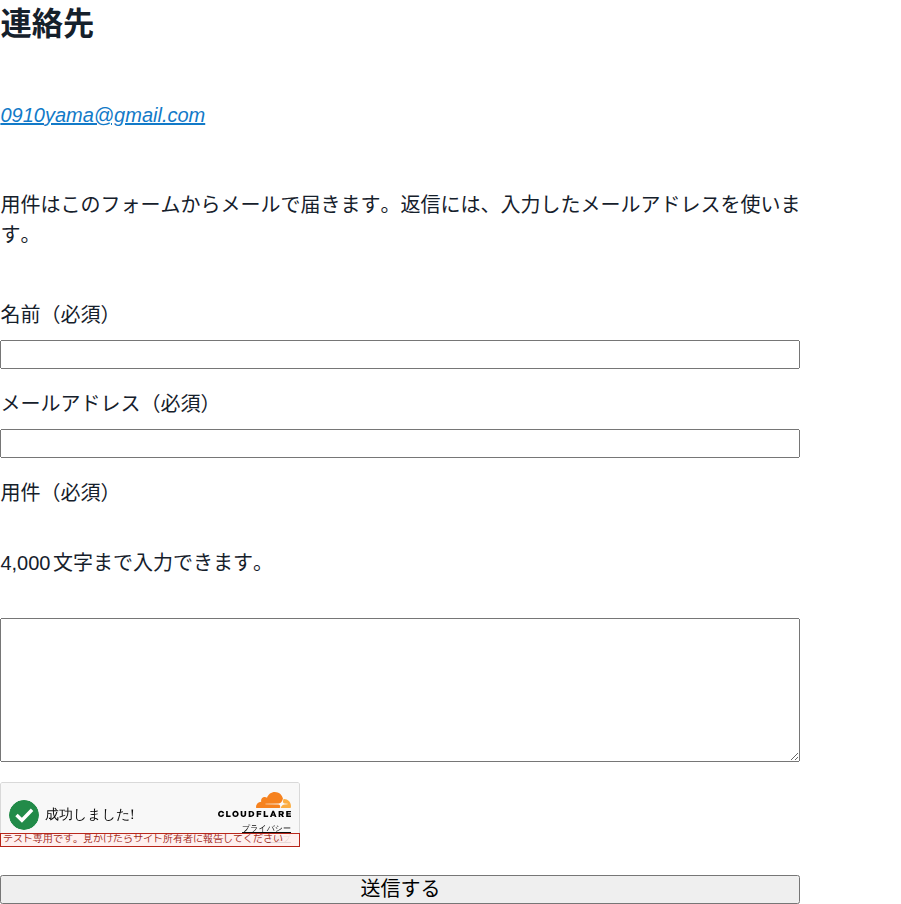 連絡先
0910yama@gmail.com
用件はこのフォームからメールで届きます。返信には、入力したメールアドレスを使いま
す。
名前（必須）
メールアドレス（必須）
用件（必須）
4,000文字まで入力できます。
成功しました!
CLOUDFLARE
プライバシー
テスト専用です。見かけたらサイト所有者に報告してください
送信する